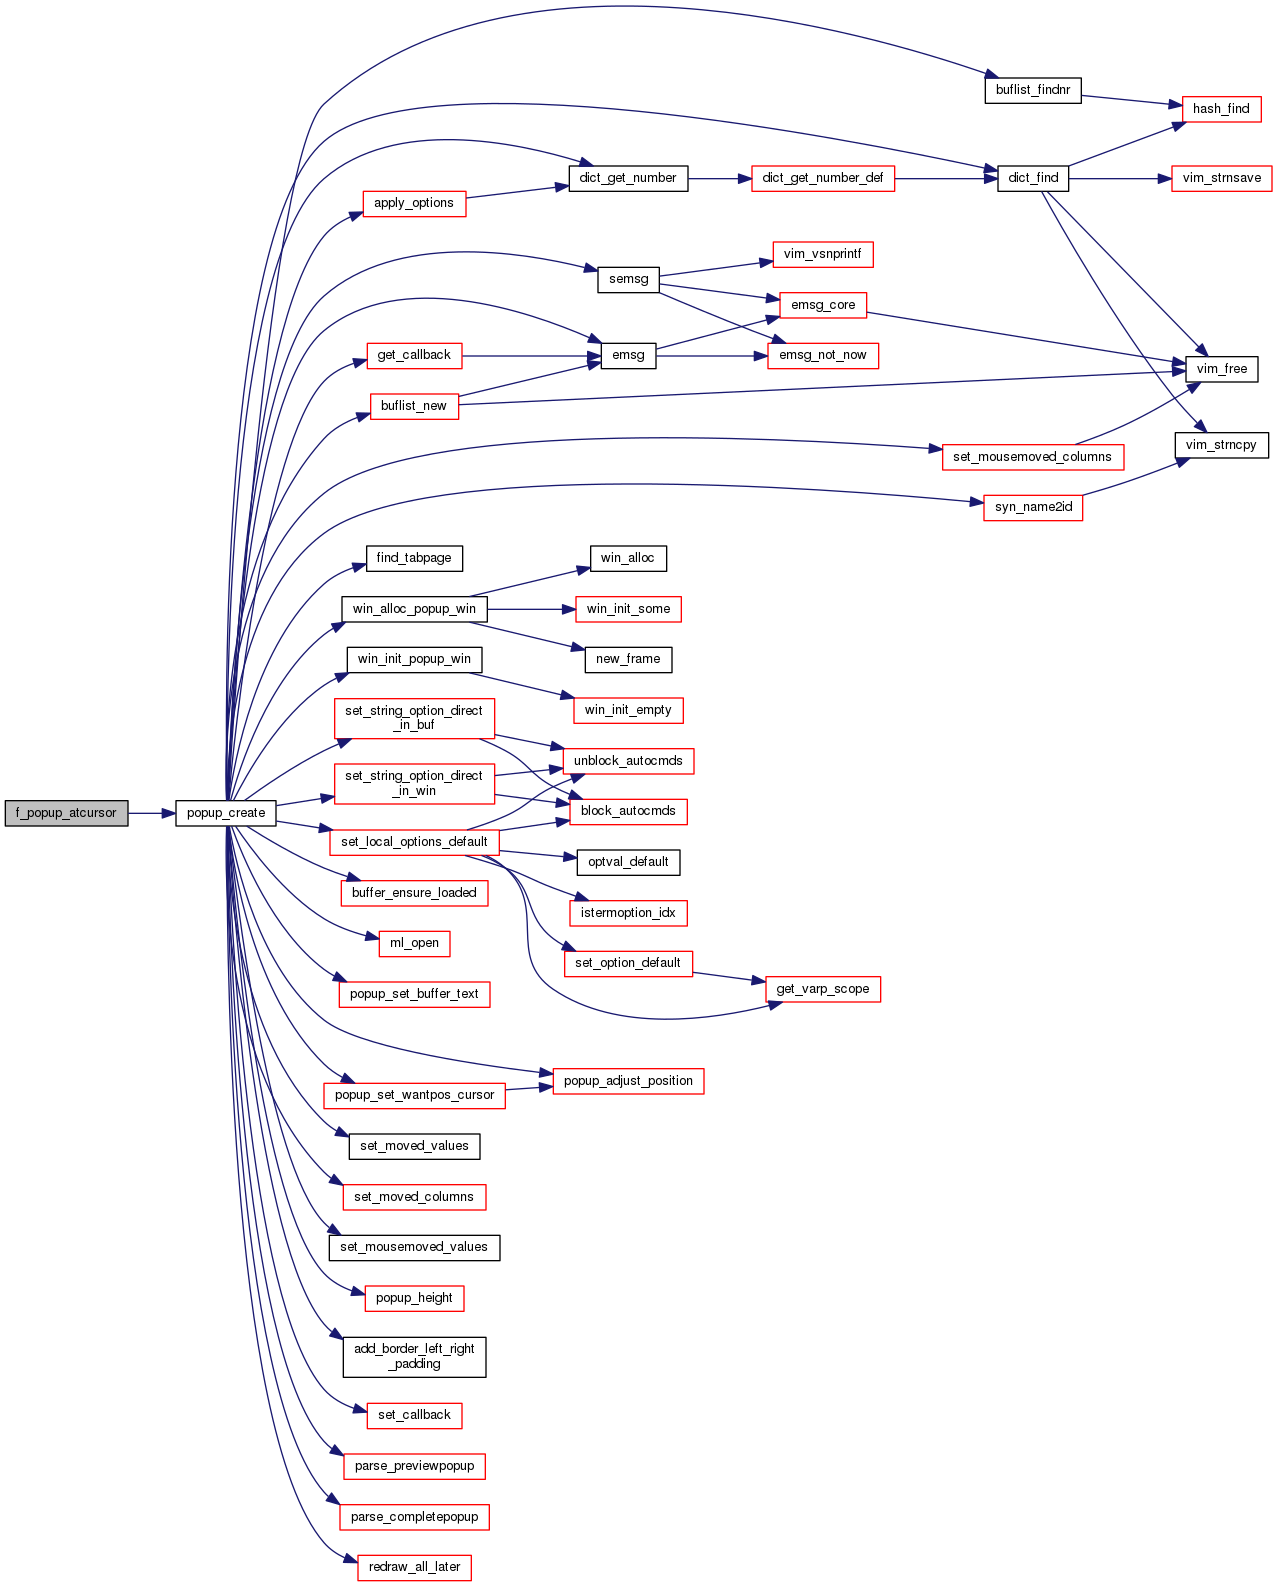 buflist_findnr
hash_find
dict_get_number
dict_get_number_def
dict_find
vim_strnsave
apply_options
vim_vsnprintf
semsg
emsg_core
get_callback
emsg
emsg_not_now
vim_free
buflist_new
vim_strncpy
set_mousemoved_columns
syn_name2id
find_tabpage
win_alloc
win_alloc_popup_win
win_init_some
win_init_popup_win
new_frame
set_string_option_direct
_in_buf
win_init_empty
unblock_autocmds
set_string_option_direct
_in_win
f_popup_atcursor
popup_create
block_autocmds
set_local_options_default
optval_default
buffer_ensure_loaded
istermoption_idx
ml_open
set_option_default
popup_set_buffer_text
get_varp_scope
popup_adjust_position
popup_set_wantpos_cursor
set_moved_values
set_moved_columns
set_mousemoved_values
popup_height
add_border_left_right
_padding
set_callback
parse_previewpopup
parse_completepopup
redraw_all_later